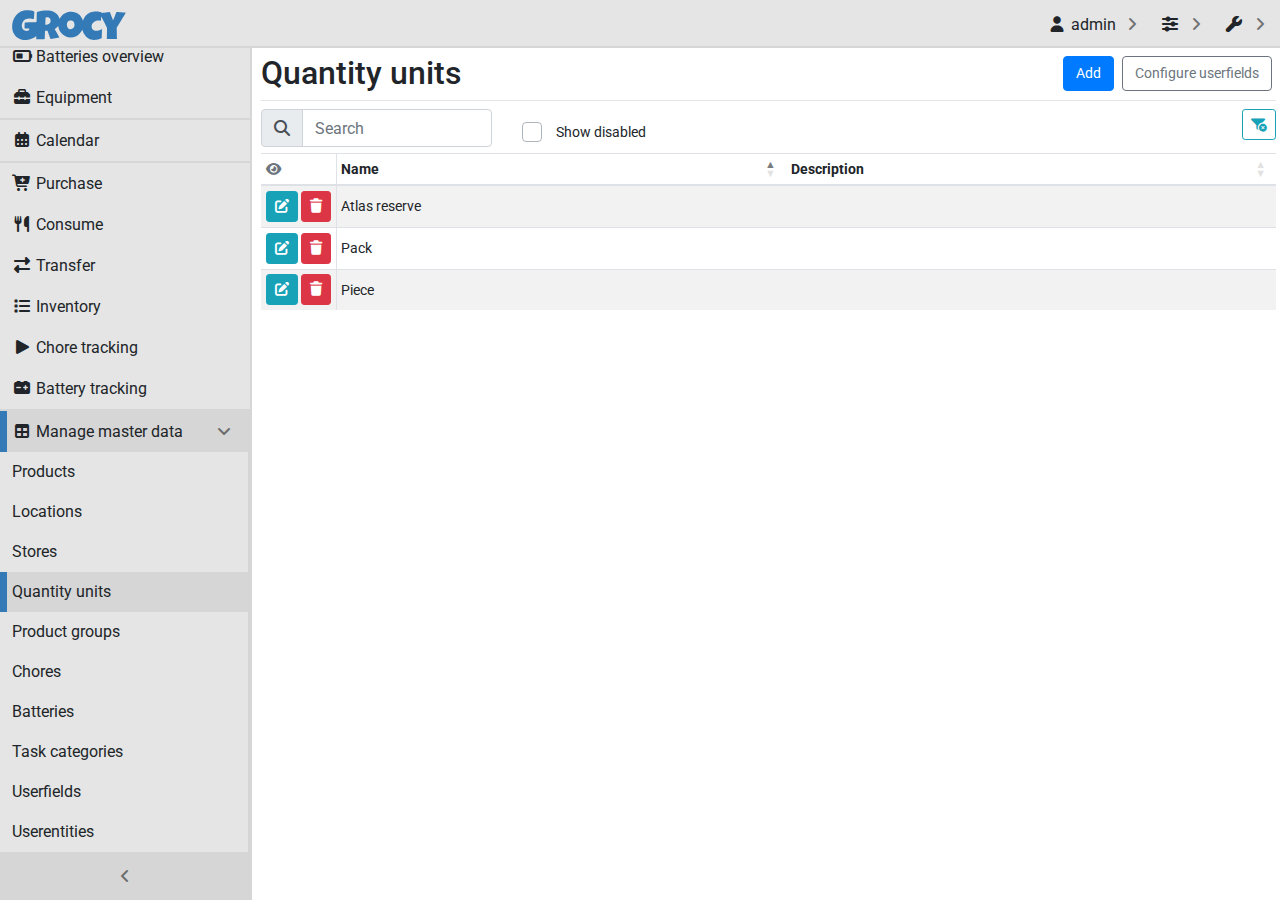 GROCY
admin
Batteries overview
Equipment
Calendar
Purchase
Consume
Transfer
Inventory
Chore tracking
Battery tracking
Manage master data
Products
Locations
Stores
Quantity units
Product groups
Chores
Batteries
Task categories
Userfields
Userentities
Quantity units
Add
Configure userfields
Search
Show disabled
Name
Description
Atlas reserve
Pack
Piece